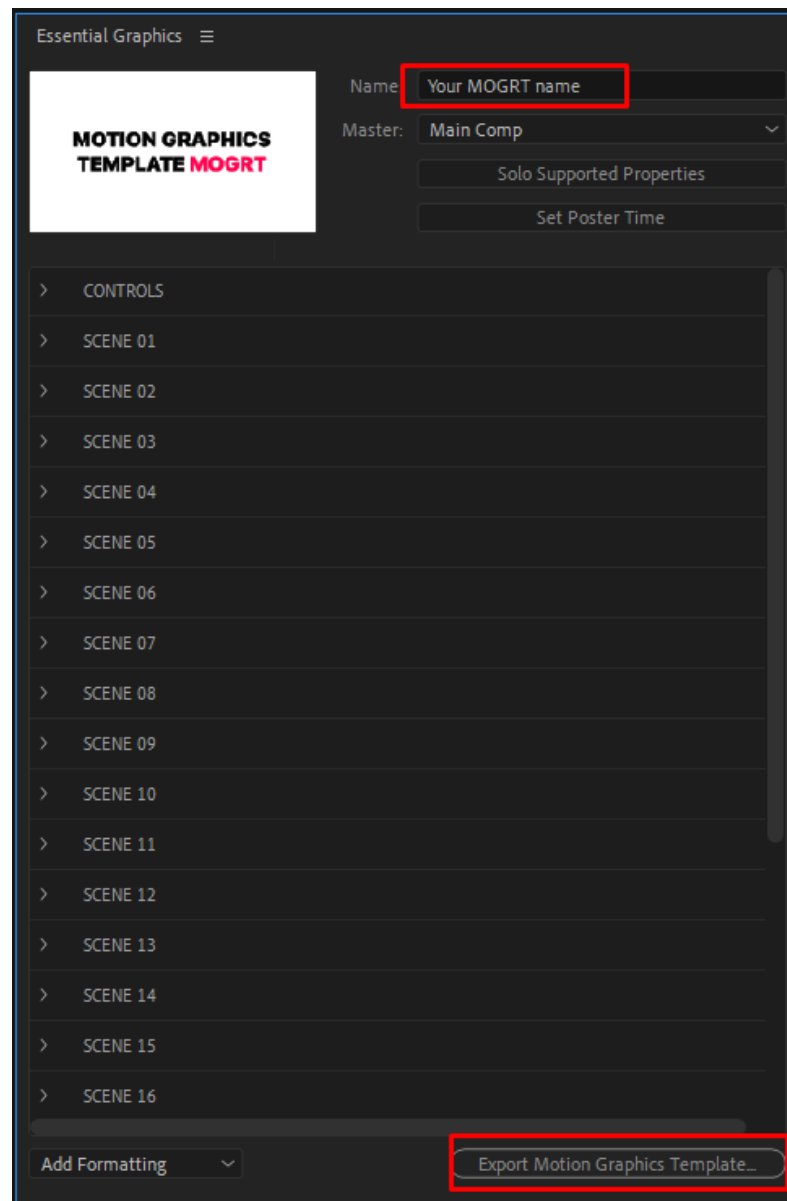 Essential Graphics
MOTION GRAPHICS
TEMPLATE MOGRT
Name Your MOGRT name
Master: Main Comp
Solo Supported Properties
Set Poster Time
CONTROLS
SCENE 01
SCENE 02
SCENE 03
SCENE 04
SCENE 05
SCENE 06
SCENE 07
SCENE 08
SCENE 09
SCENE 10
SCENE 11
SCENE 12
SCENE 13
SCENE 14
SCENE 15
SCENE 16
Add Formatting
Export Motion Graphics Template...